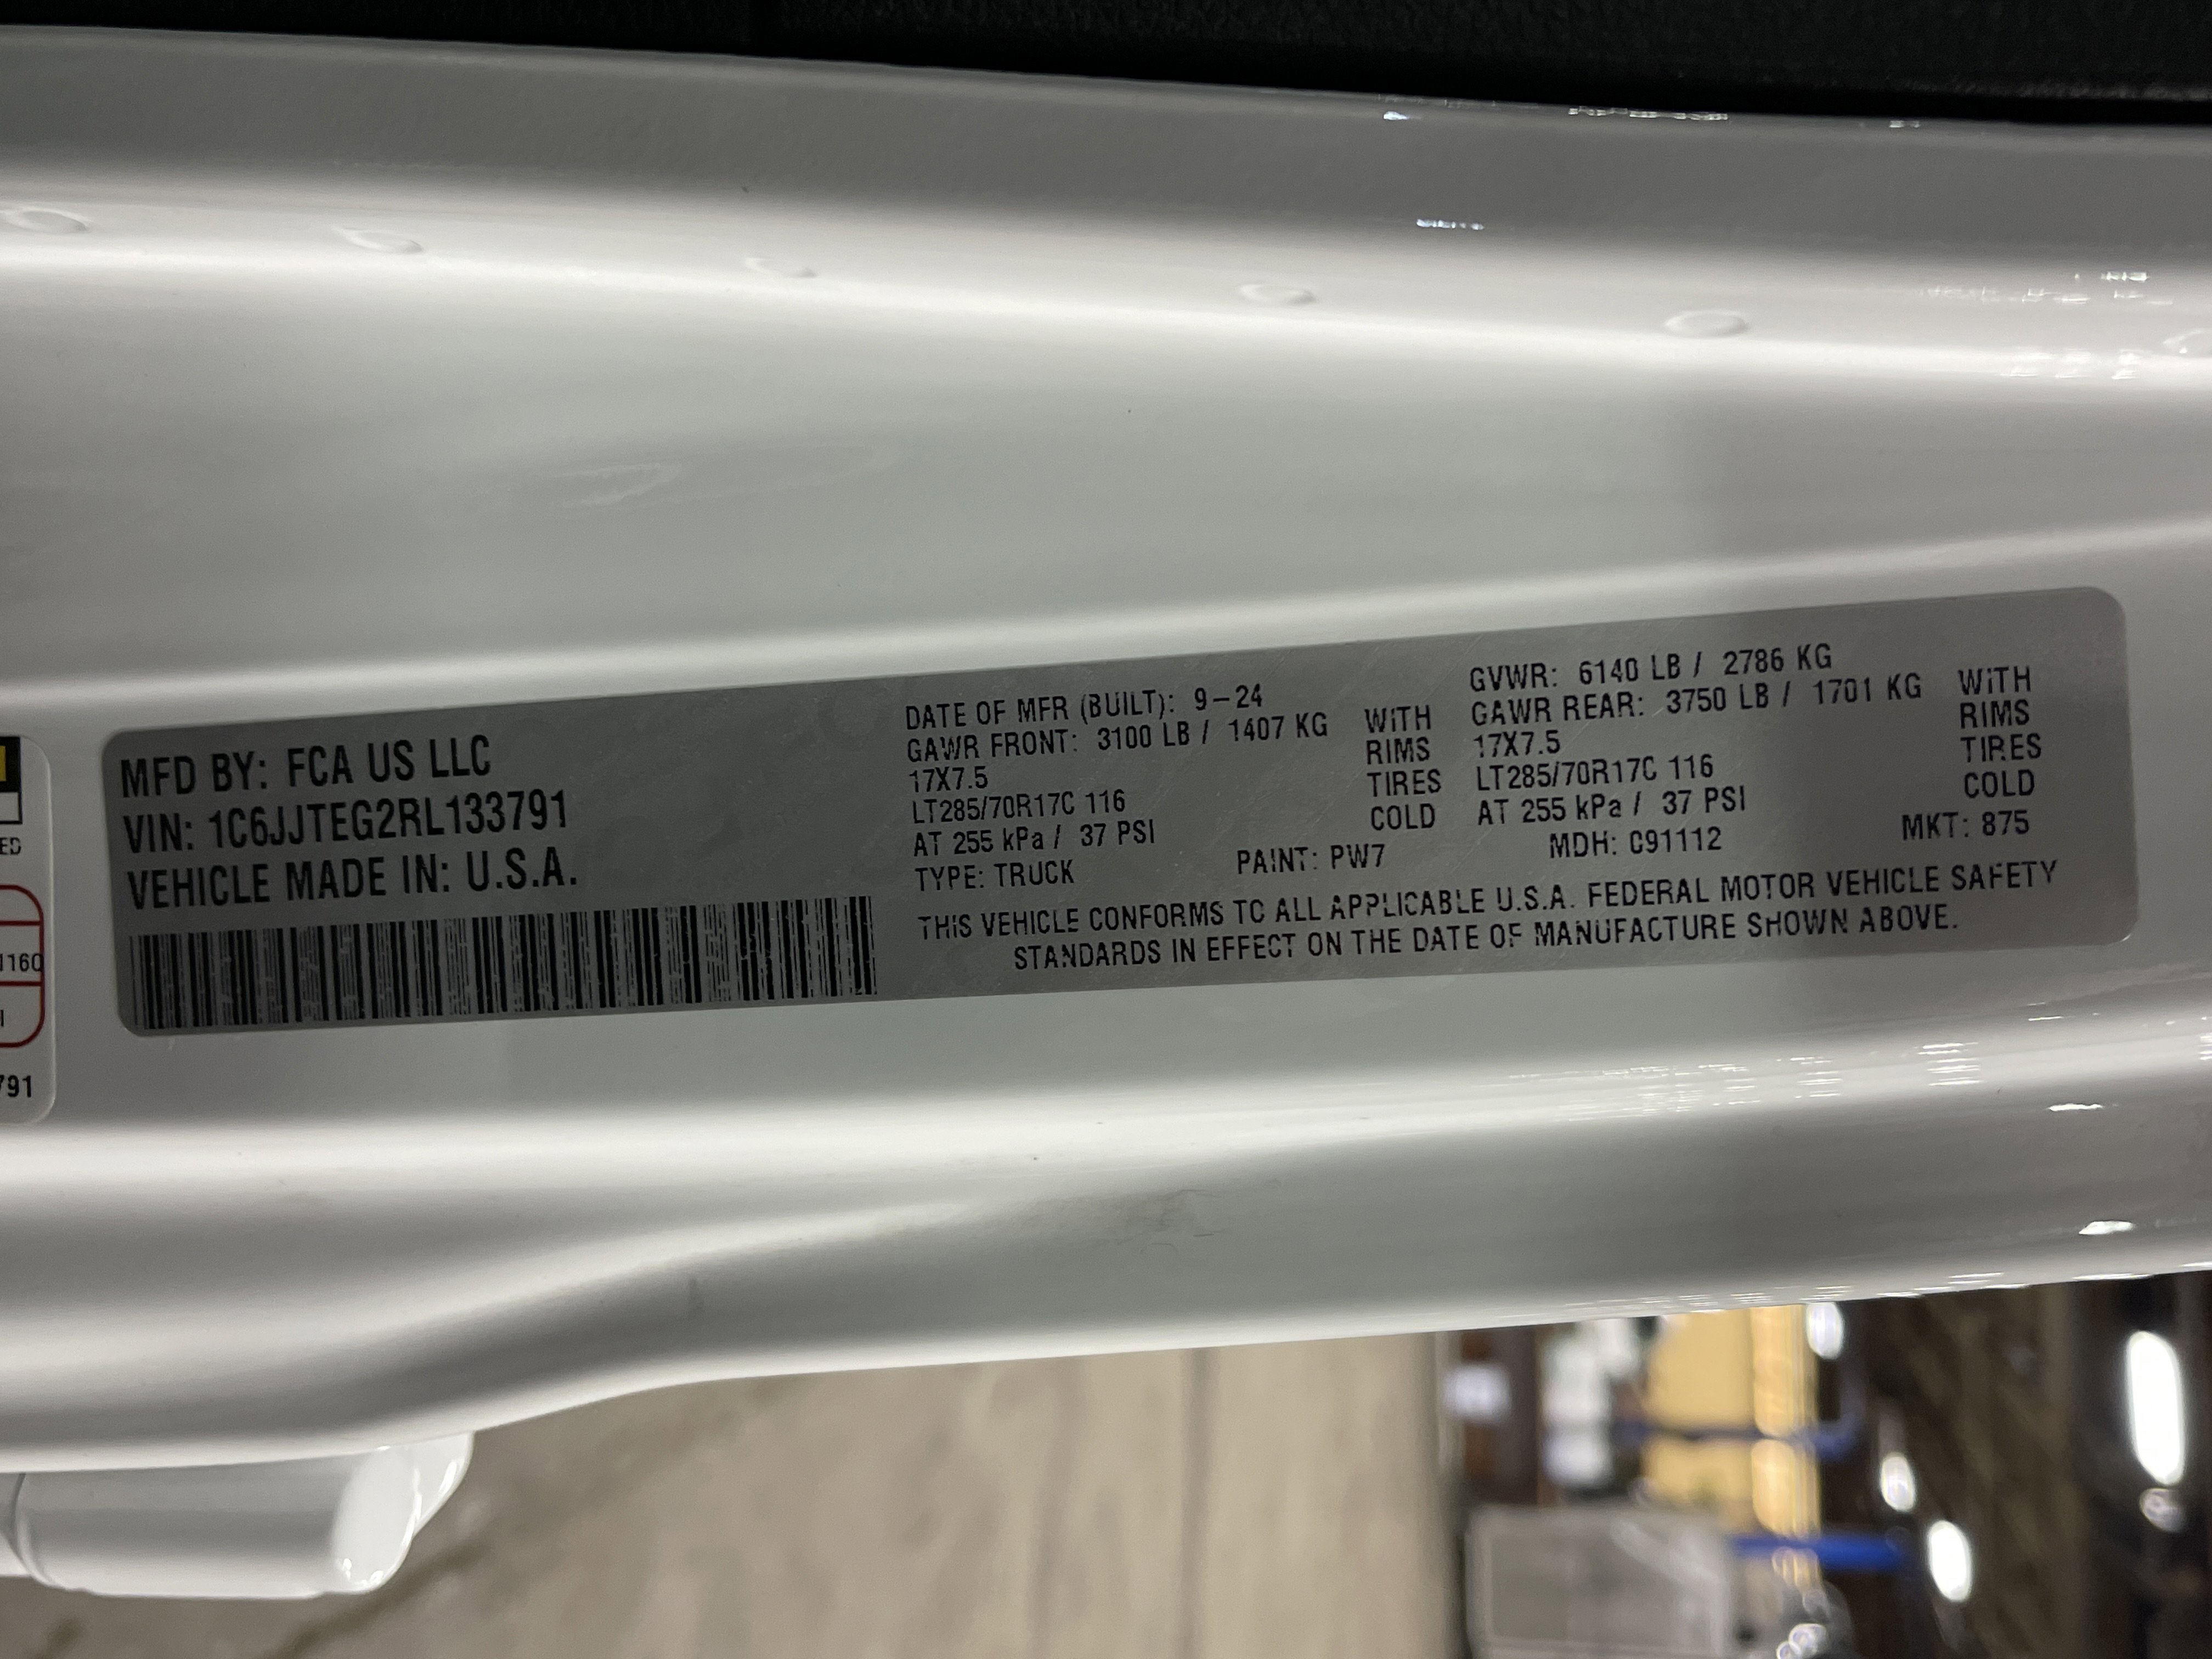 MFD BY: FCA US LLC
VIN: 1C6JJTEG2RL133791
VEHICLE MADE IN: U.S.A.
DATE OF MFR (BUILT): 9-24
GAWR FRONT: 3100 LB / 1407 KG WITH
17X7.5 RIMS
LT285/70R17C 116 TIRES
AT 255 kPa / 37 PSI COLD
TYPE: TRUCK PAINT: PW7
GVWR: 6140 LB / 2786 KG
GAWR REAR: 3750 LB / 1701 KG WITH
17X7.5 RIMS
LT285/70R17C 116 TIRES
AT 255 kPa / 37 PSI COLD
MDH: 091112 MKT: 875
THIS VEHICLE CONFORMS TO ALL APPLICABLE U.S.A. FEDERAL MOTOR VEHICLE SAFETY
STANDARDS IN EFFECT ON THE DATE OF MANUFACTURE SHOWN ABOVE.
ED
160
791